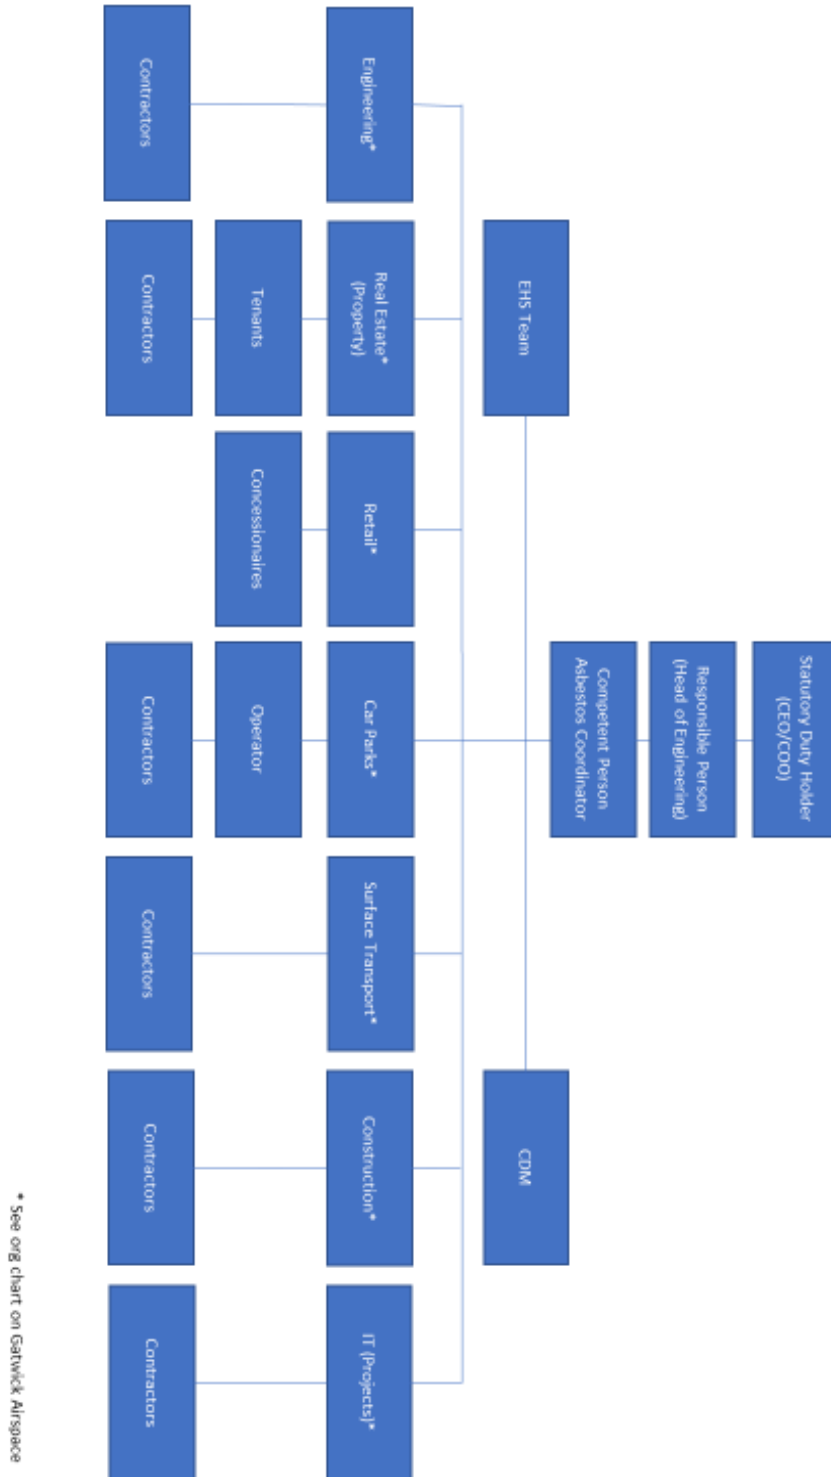 Statutory Duty Holder
(CEO/COO)
Responsible Person
(Head of Engineering)
Competent Person
Asbestos Coordinator
EHS Team
CDM
Engineering*
Real Estate*
(Property)
Retail*
Car Parks*
Surface Transport*
Construction*
IT (Projects)*
Tenants
Concessionaires
Operator
Contractors
Contractors
Contractors
Contractors
Contractors
Contractors
* See org chart on Gatwick Airspace